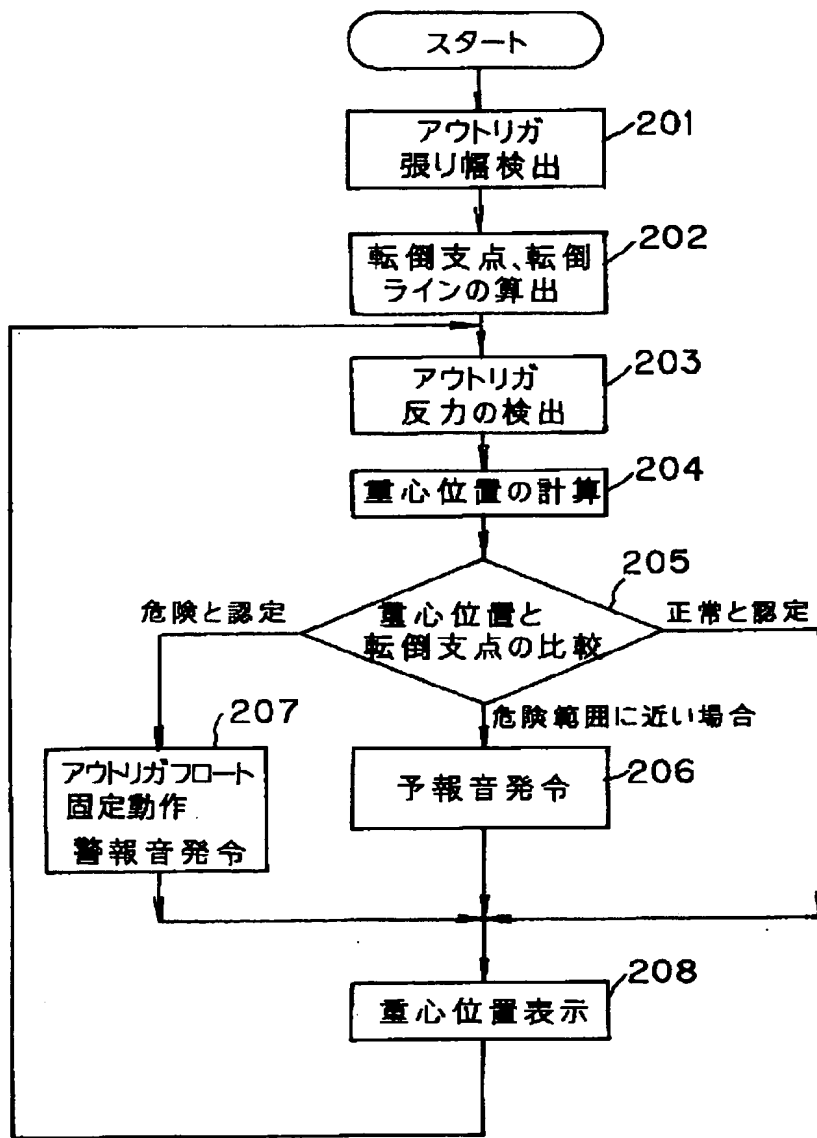 スタート
アウトリガ
張り幅検出
201
転倒支点、転倒
ラインの算出
202
アウトリガ
反力の検出
203
重心位置の計算
204
重心位置と
転倒支点の比較
205
危険と認定
正常と認定
危険範囲に近い場合
アウトリガフロート
固定動作
警報音発令
207
予報音発令
206
重心位置表示
208